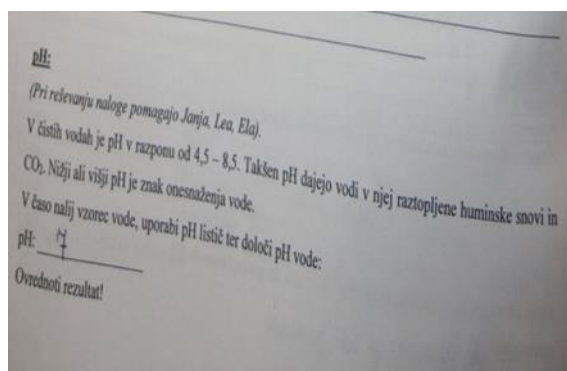 pH:
(Pri reševanju naloge pomagajo Janja, Lea, Ela).
V čistih vodah je pH v razponu od 4,5 – 8,5. Takšen pH dajejo vodi v njej raztopljene huminske snovi in
CO₂. Nižji ali višji pH je znak onesnaženja vode.
V čašo nalij vzorec vode, uporabi pH listič ter določi pH vode:
pH: 7
Ovrednoti rezultat!